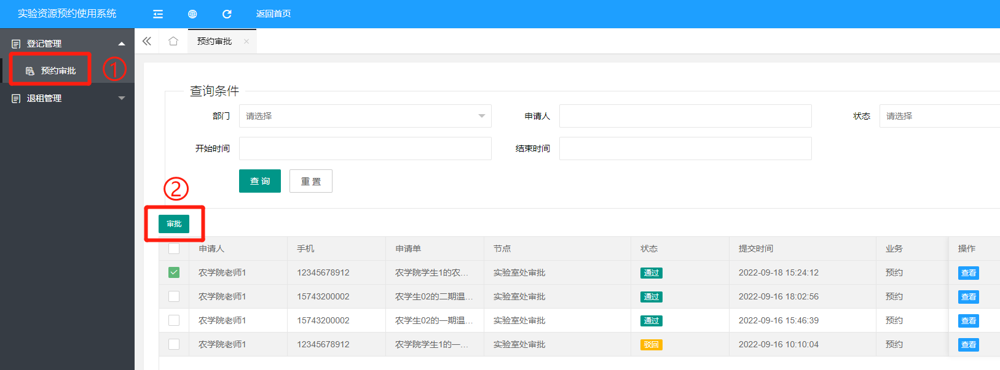 实验资源预约使用系统 返回首页
登记管理
预约审批 ①
退租管理
预约审批 ×
查询条件
部门 请选择 申请人 状态 请选择
开始时间 结束时间
查询 重置
②
审批
申请人 手机 申请单 节点 状态 提交时间 业务 操作
农学院老师1 12345678912 农学院学生1的农... 实验室处审批 通过 2022-09-18 15:24:12 预约 查看
农学院老师1 15743200002 农学生02的二期温... 实验室处审批 通过 2022-09-16 18:02:56 预约 查看
农学院老师1 15743200002 农学生02的一期温... 实验室处审批 通过 2022-09-16 15:46:39 预约 查看
农学院老师1 12345678912 农学院学生1的一... 实验室处审批 驳回 2022-09-16 10:10:04 预约 查看